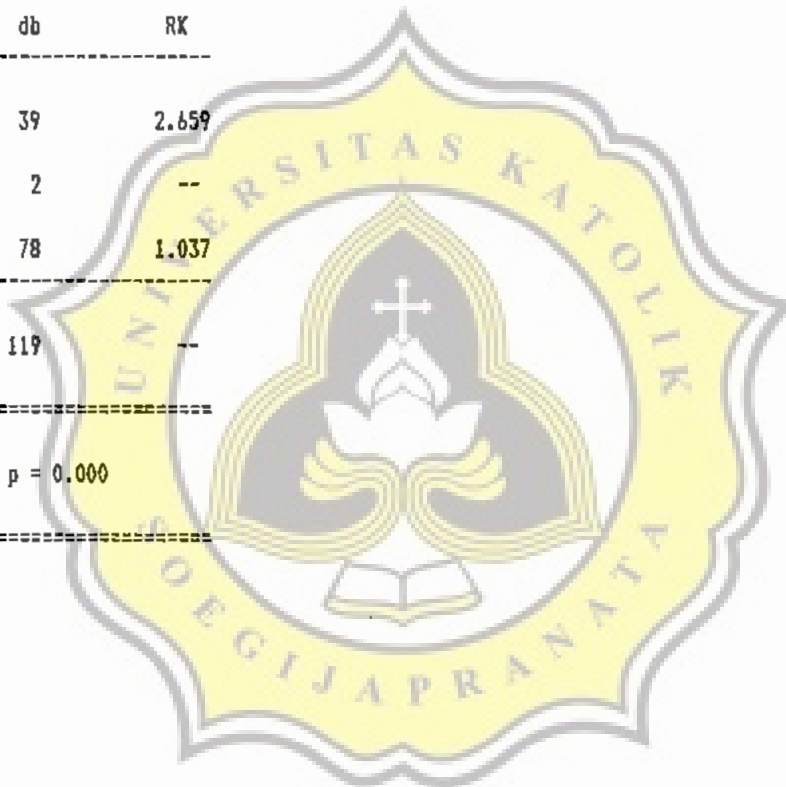 db RK
39 2.659
2 --
78 1.037
119 --
p = 0.000
UNIVERSITAS KATOLIK
SOEGIJAPRANATA